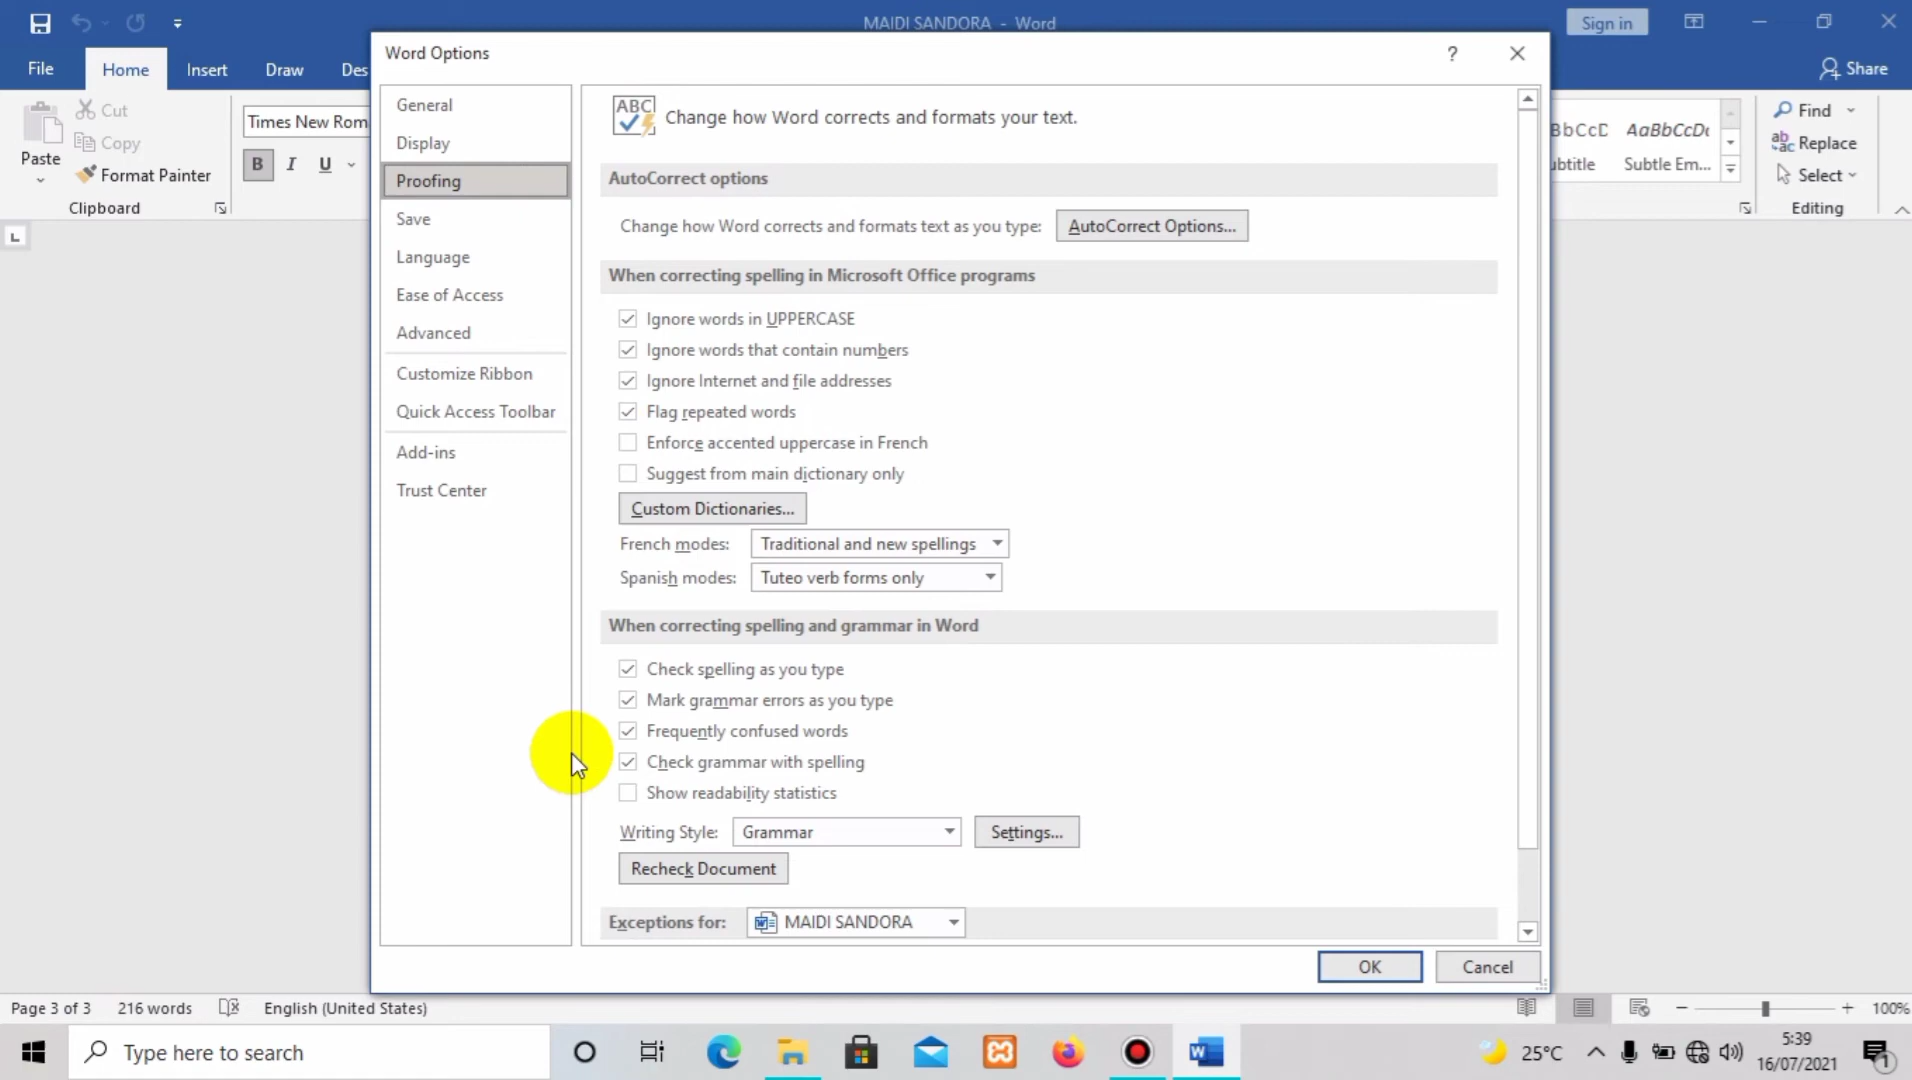 MAIDI SANDORA - Word
Sign in
File
Home
Insert
Draw
Des
Share
Cut
Copy
Paste
Format Painter
Clipboard
Times New Rom
B I U
BbCcD AaBbCcDc
ubtitle Subtle Em...
Find
Replace
Select
Editing
Word Options
?
General
Display
Proofing
Save
Language
Ease of Access
Advanced
Customize Ribbon
Quick Access Toolbar
Add-ins
Trust Center
ABC
Change how Word corrects and formats your text.
AutoCorrect options
Change how Word corrects and formats text as you type: AutoCorrect Options...
When correcting spelling in Microsoft Office programs
Ignore words in UPPERCASE
Ignore words that contain numbers
Ignore Internet and file addresses
Flag repeated words
Enforce accented uppercase in French
Suggest from main dictionary only
Custom Dictionaries...
French modes: Traditional and new spellings
Spanish modes: Tuteo verb forms only
When correcting spelling and grammar in Word
Check spelling as you type
Mark grammar errors as you type
Frequently confused words
Check grammar with spelling
Show readability statistics
Writing Style: Grammar Settings...
Recheck Document
Exceptions for: MAIDI SANDORA
OK Cancel
Page 3 of 3 216 words English (United States) 100%
Type here to search
25°C
5:39
16/07/2021
1